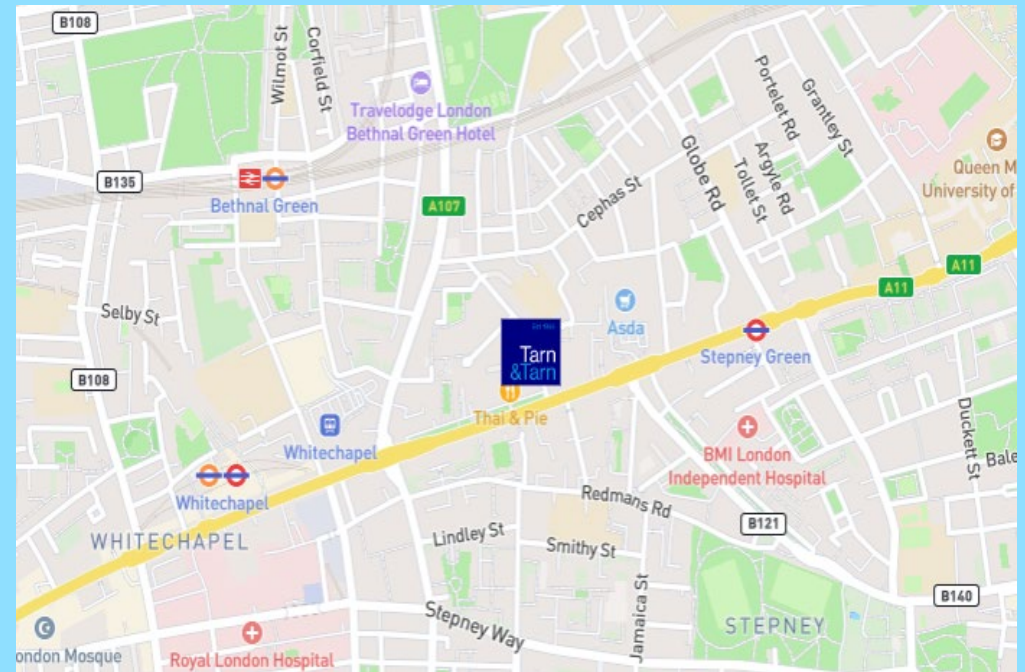 B108
Wilmot St
Corfield St
Travelodge London
Bethnal Green Hotel
Portelet Rd
Grantley St
Queen M
University of
B135
Bethnal Green
A107
Cephas St
Globe Rd
Tollet St
Argyle Rd
A11
A11
Selby St
Asda
Tarn
&Tarn
Stepney Green
B108
Thai & Pie
Whitechapel
BMI London
Independent Hospital
Duckett St
Bale
Whitechapel
Redmans Rd
B121
WHITECHAPEL
Lindley St
Smithy St
Jamaica St
B140
Stepney Way
STEPNEY
ondon Mosque
Royal London Hospital